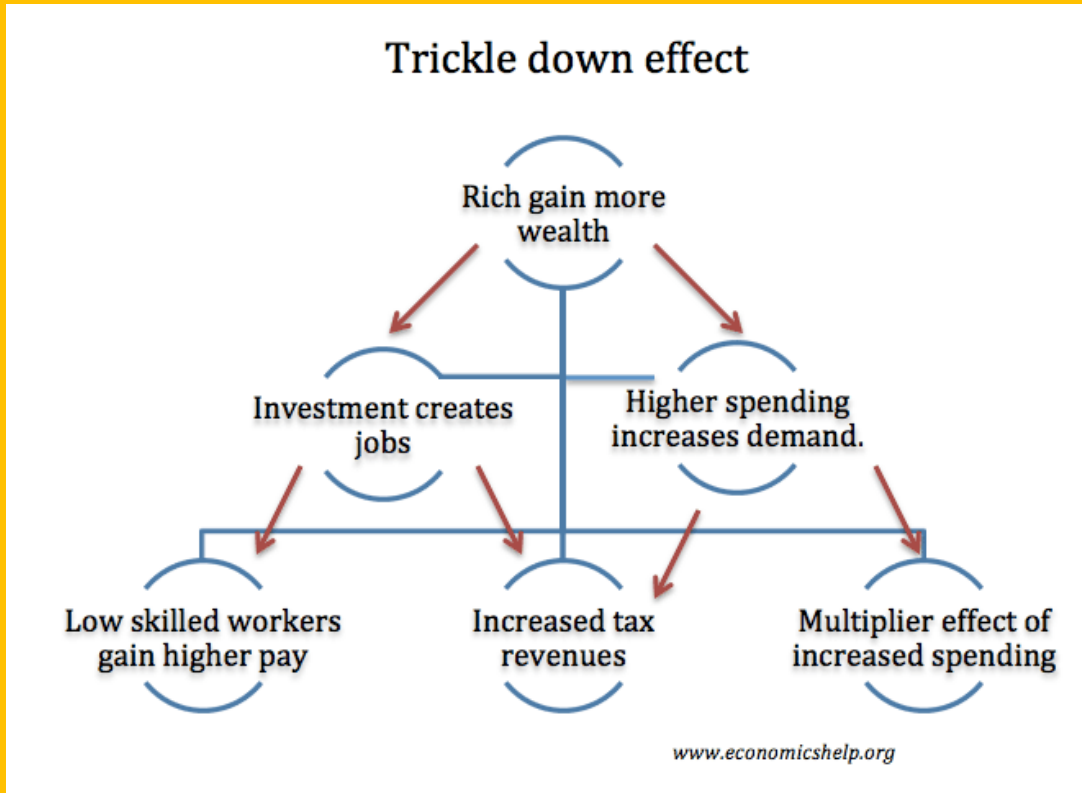 Trickle down effect
Rich gain more
wealth
Investment creates
jobs
Higher spending
increases demand.
Low skilled workers
gain higher pay
Increased tax
revenues
Multiplier effect of
increased spending
www.economicshelp.org